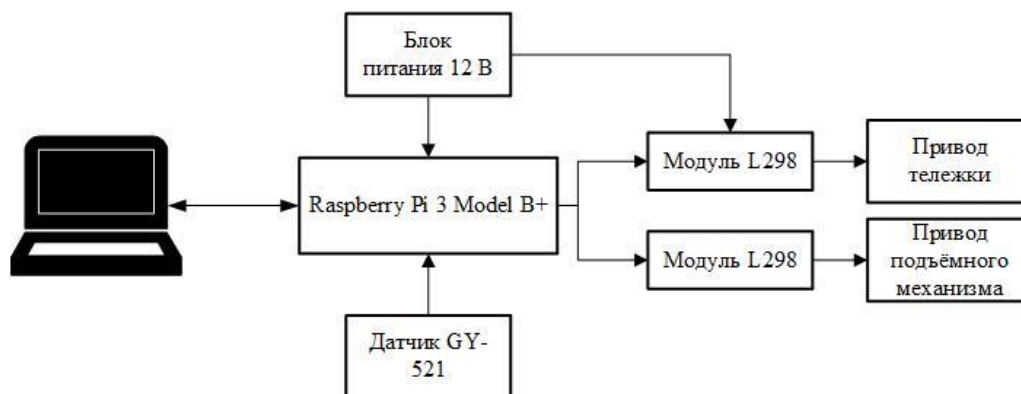 Блок
питания 12 В
Raspberry Pi 3 Model B+
Модуль L298
Привод
тележки
Модуль L298
Привод
подъёмного
механизма
Датчик GY-
521